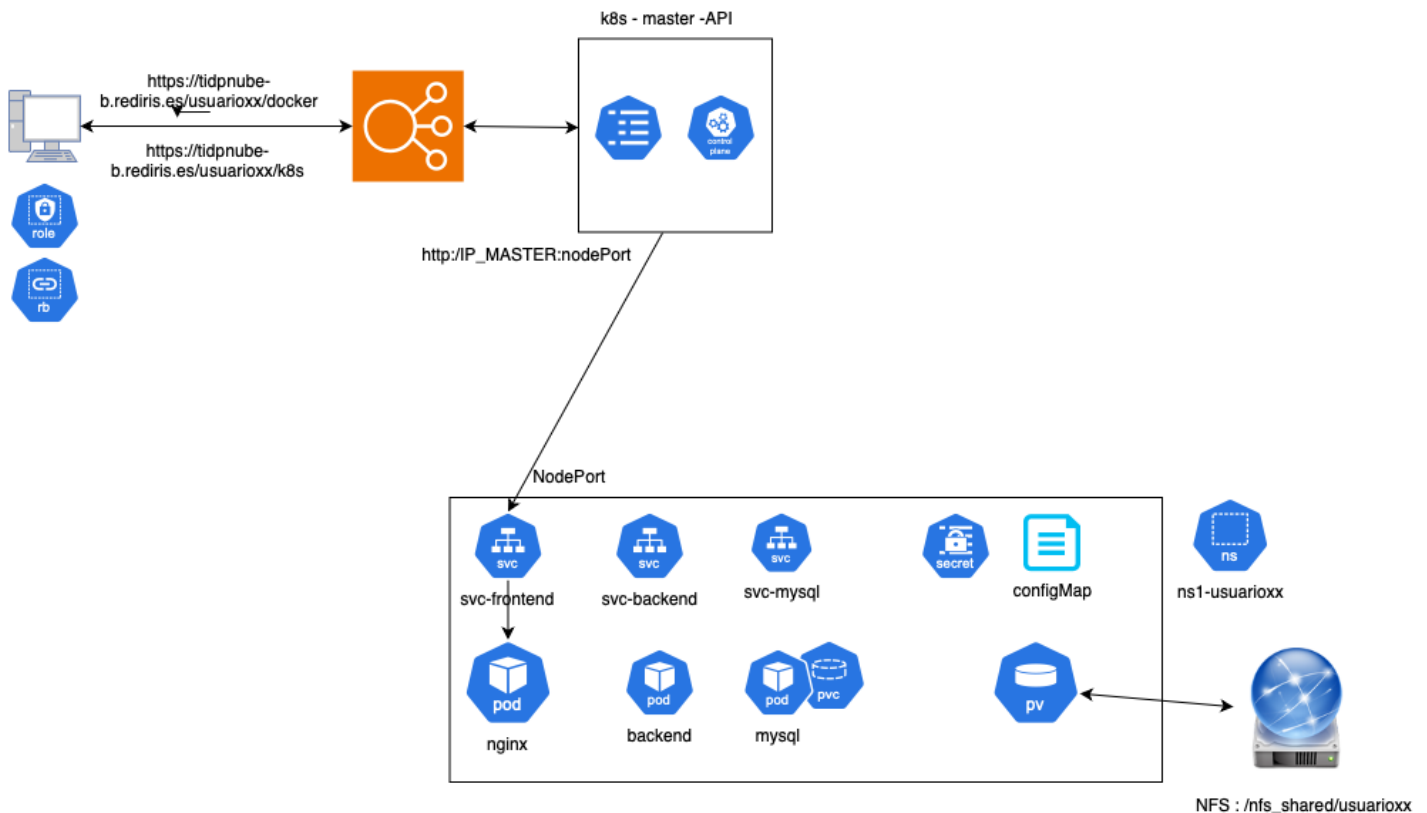 k8s - master -API
https://tidpnube-
b.rediris.es/usuarioxx/docker
https://tidpnube-
b.rediris.es/usuarioxx/k8s
control
plane
role
rb
http:/IP_MASTER:nodePort
NodePort
svc
svc
svc
secret
ns
svc-frontend
svc-backend
svc-mysql
configMap
ns1-usuarioxx
pod
pod
pod
pvc
pv
nginx
backend
mysql
NFS : /nfs_shared/usuarioxx